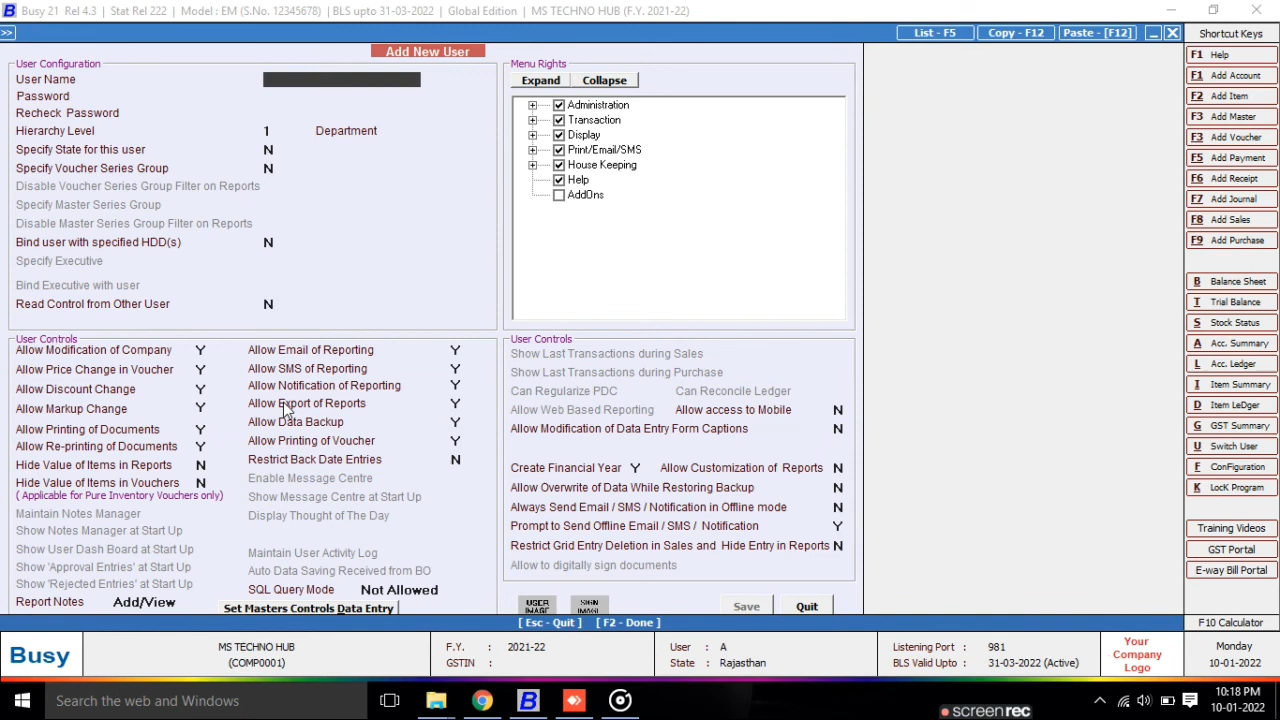 Busy 21 Rel 4.3 | Stat Rel 222 | Model : EM (S.No. 12345678) | BLS upto 31-03-2022 | Global Edition | MS TECHNO HUB (F.Y. 2021-22)
>> List - F5 Copy - F12 Paste - [F12]
Add New User
User Configuration
User Name
Password
Recheck Password
Hierarchy Level 1 Department
Specify State for this user N
Specify Voucher Series Group N
Disable Voucher Series Group Filter on Reports
Specify Master Series Group
Disable Master Series Group Filter on Reports
Bind user with specified HDD(s) N
Specify Executive
Bind Executive with user
Read Control from Other User N
Menu Rights
Expand Collapse
Administration
Transaction
Display
Print/Email/SMS
House Keeping
Help
AddOns
User Controls
Allow Modification of Company Y
Allow Price Change in Voucher Y
Allow Discount Change Y
Allow Markup Change Y
Allow Printing of Documents Y
Allow Re-printing of Documents Y
Hide Value of Items in Reports N
Hide Value of Items in Vouchers N
( Applicable for Pure Inventory Vouchers only)
Maintain Notes Manager
Show Notes Manager at Start Up
Show User Dash Board at Start Up
Show 'Approval Entries' at Start Up
Show 'Rejected Entries' at Start Up
Report Notes Add/View
Allow Email of Reporting Y
Allow SMS of Reporting Y
Allow Notification of Reporting Y
Allow Export of Reports Y
Allow Data Backup Y
Allow Printing of Voucher Y
Restrict Back Date Entries N
Enable Message Centre
Show Message Centre at Start Up
Display Thought of The Day
Maintain User Activity Log
Auto Data Saving Received from BO
SQL Query Mode Not Allowed
Set Masters Controls Data Entry
User Controls
Show Last Transactions during Sales
Show Last Transactions during Purchase
Can Regularize PDC Can Reconcile Ledger
Allow Web Based Reporting Allow access to Mobile N
Allow Modification of Data Entry Form Captions N
Create Financial Year Y Allow Customization of Reports N
Allow Overwrite of Data While Restoring Backup N
Always Send Email / SMS / Notification in Offline mode N
Prompt to Send Offline Email / SMS / Notification Y
Restrict Grid Entry Deletion in Sales and Hide Entry in Reports N
Allow to digitally sign documents
USER
SIGN
Save Quit
[ Esc - Quit ] [ F2 - Done ]
Shortcut Keys
F1 Help
F1 Add Account
F2 Add Item
F3 Add Master
F3 Add Voucher
F5 Add Payment
F6 Add Receipt
F7 Add Journal
F8 Add Sales
F9 Add Purchase
B Balance Sheet
T Trial Balance
S Stock Status
A Acc. Summary
L Acc. Ledger
I Item Summary
D Item LeDger
G GST Summary
U Switch User
F Configuration
K LocK Program
Training Videos
GST Portal
E-way Bill Portal
F10 Calculator
Busy
MS TECHNO HUB
(COMP0001)
F.Y. : 2021-22
GSTIN :
User : A
State : Rajasthan
Listening Port : 981
BLS Valid Upto : 31-03-2022 (Active)
Your
Company
Logo
Monday
10-01-2022
Search the web and Windows
10:18 PM
10-01-2022
screenrec